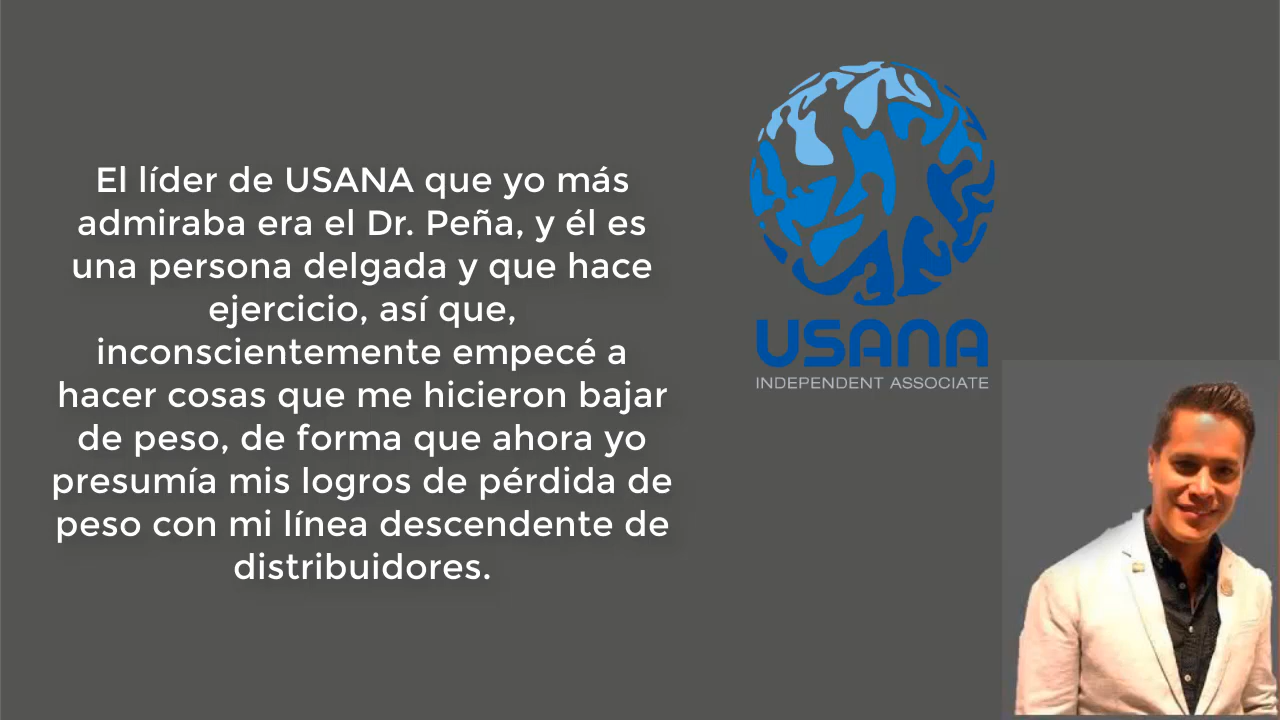 El líder de USANA que yo más
admiraba era el Dr. Peña, y él es
una persona delgada y que hace
ejercicio, así que,
inconscientemente empecé a
hacer cosas que me hicieron bajar
de peso, de forma que ahora yo
presumía mis logros de pérdida de
peso con mi línea descendente de
distribuidores.
USANA
INDEPENDENT ASSOCIATE